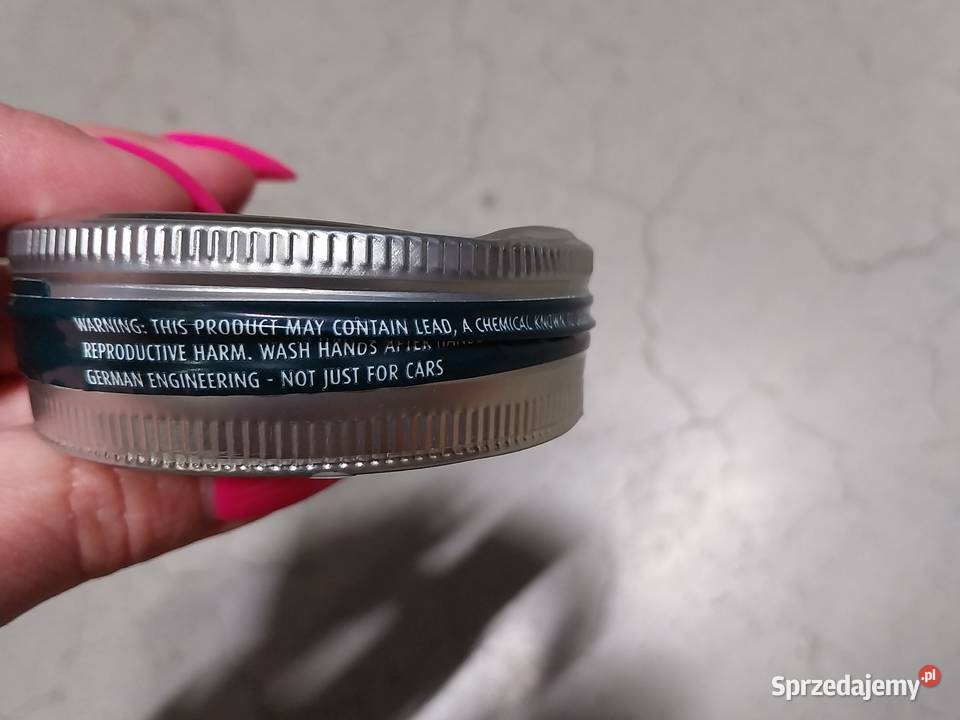 WARNING: THIS PRODUCT MAY CONTAIN LEAD, A CHEMICAL KNOWN
REPRODUCTIVE HARM. WASH HANDS AFTER
GERMAN ENGINEERING - NOT JUST FOR CARS
Sprzedajemy.pl